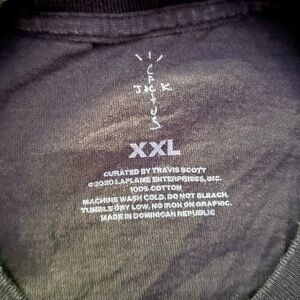 CACTUS
JACK
XXL
CURATED BY TRAVIS SCOTT
©2020 LAFLAME ENTERPRISES, INC.
100% COTTON
MACHINE WASH COLD. DO NOT BLEACH.
TUMBLE DRY LOW. NO IRON ON GRAPHIC.
MADE IN DOMINICAN REPUBLIC